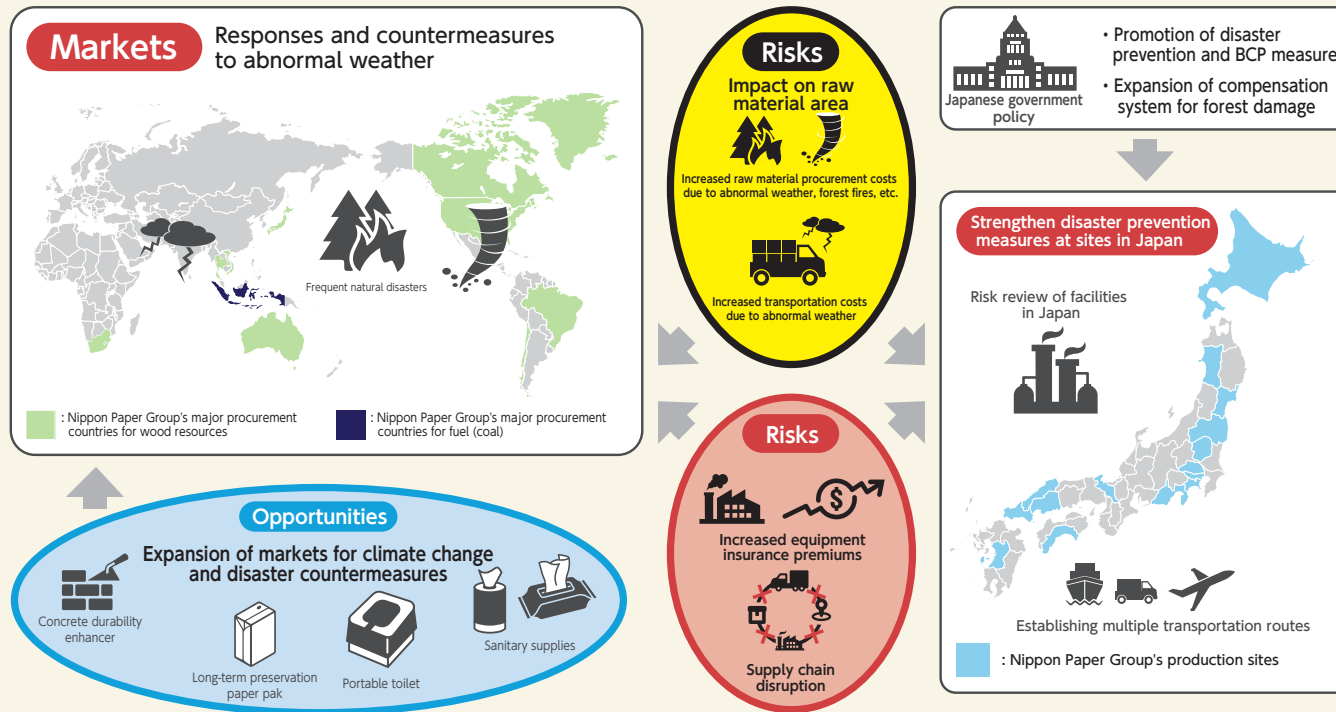 Markets
Responses and countermeasures
to abnormal weather
Frequent natural disasters
: Nippon Paper Group's major procurement
countries for wood resources
: Nippon Paper Group's major procurement
countries for fuel (coal)
Opportunities
Expansion of markets for climate change
and disaster countermeasures
Concrete durability
enhancer
Long-term preservation
paper pak
Portable toilet
Sanitary supplies
Risks
Impact on raw
material area
Increased raw material procurement costs
due to abnormal weather, forest fires, etc.
Increased transportation costs
due to abnormal weather
Risks
$
Increased equipment
insurance premiums
Supply chain
disruption
Japanese government
policy
• Promotion of disaster
prevention and BCP measure
• Expansion of compensation
system for forest damage
Strengthen disaster prevention
measures at sites in Japan
Risk review of facilities
in Japan
Establishing multiple transportation routes
: Nippon Paper Group's production sites